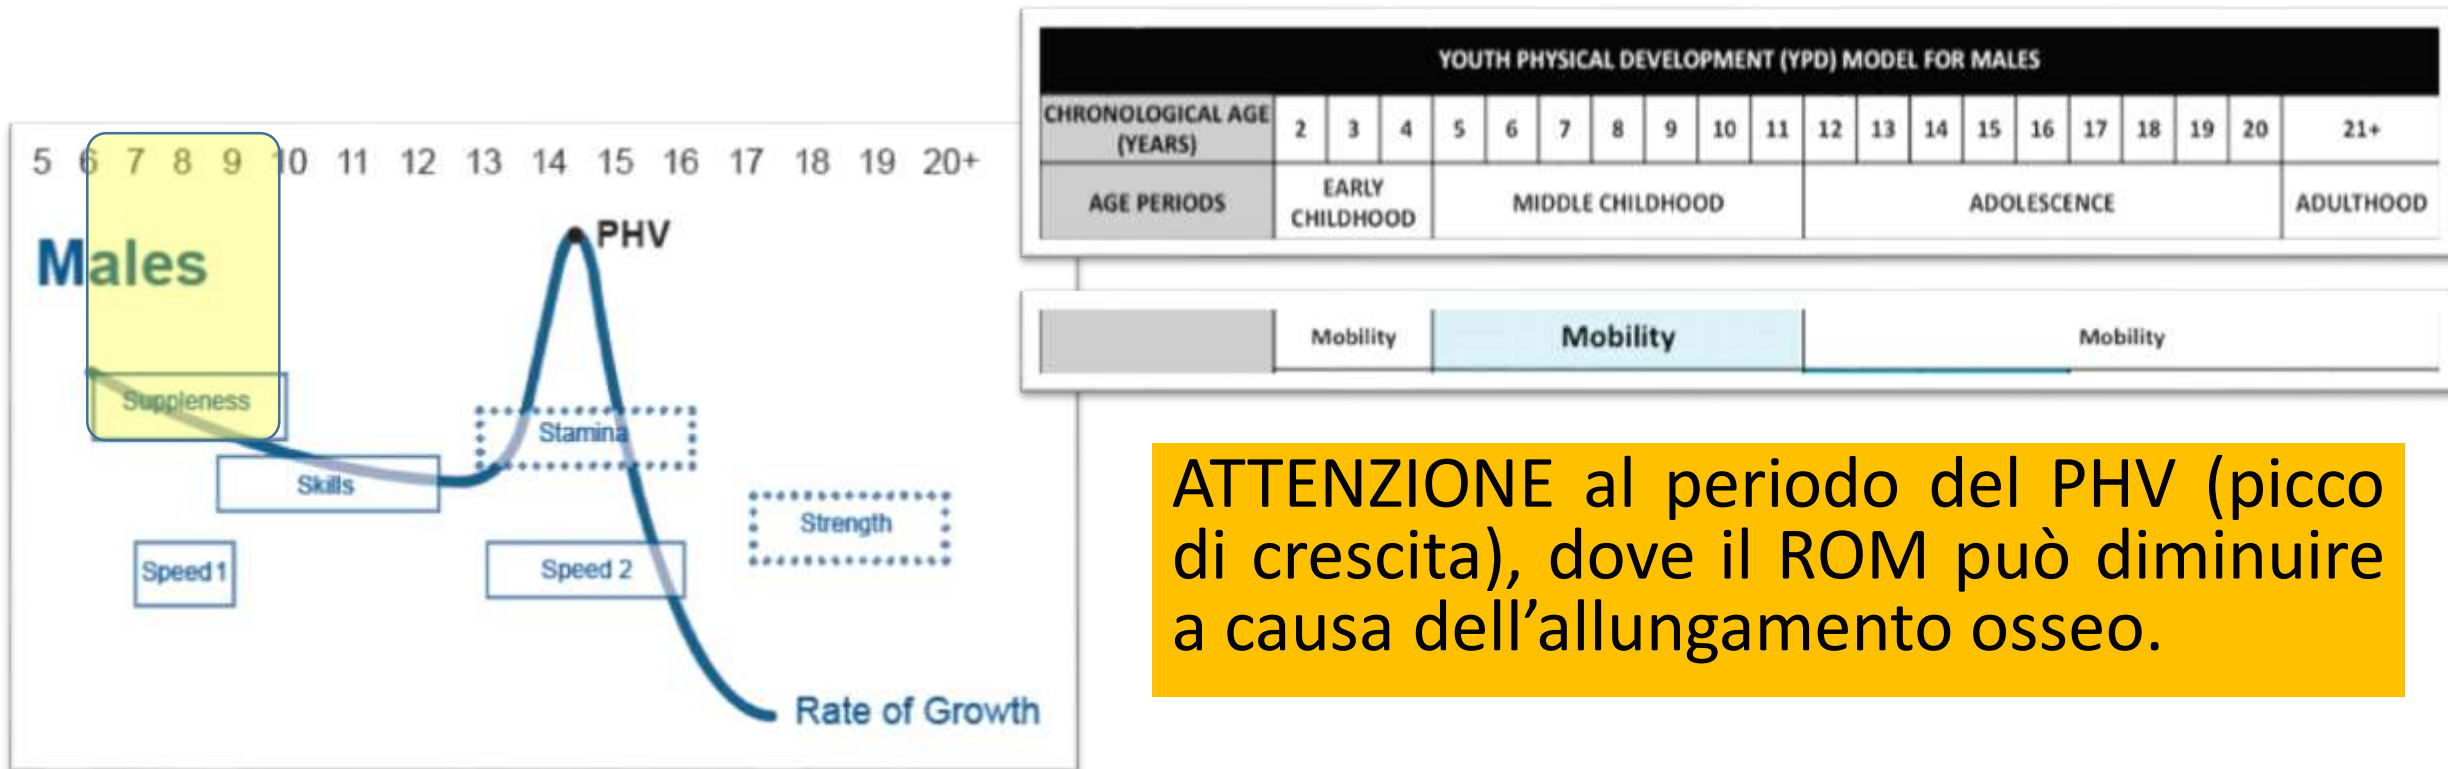 5 6 7 8 9 10 11 12 13 14 15 16 17 18 19 20+
Males
PHV
Suppleness
Stamina
Skills
Strength
Speed 1
Speed 2
Rate of Growth
YOUTH PHYSICAL DEVELOPMENT (YPD) MODEL FOR MALES
CHRONOLOGICAL AGE
(YEARS)
2 3 4 5 6 7 8 9 10 11 12 13 14 15 16 17 18 19 20 21+
AGE PERIODS
EARLY
CHILDHOOD
MIDDLE CHILDHOOD
ADOLESCENCE
ADULTHOOD
Mobility
Mobility
Mobility
ATTENZIONE al periodo del PHV (picco
di crescita), dove il ROM può diminuire
a causa dell’allungamento osseo.